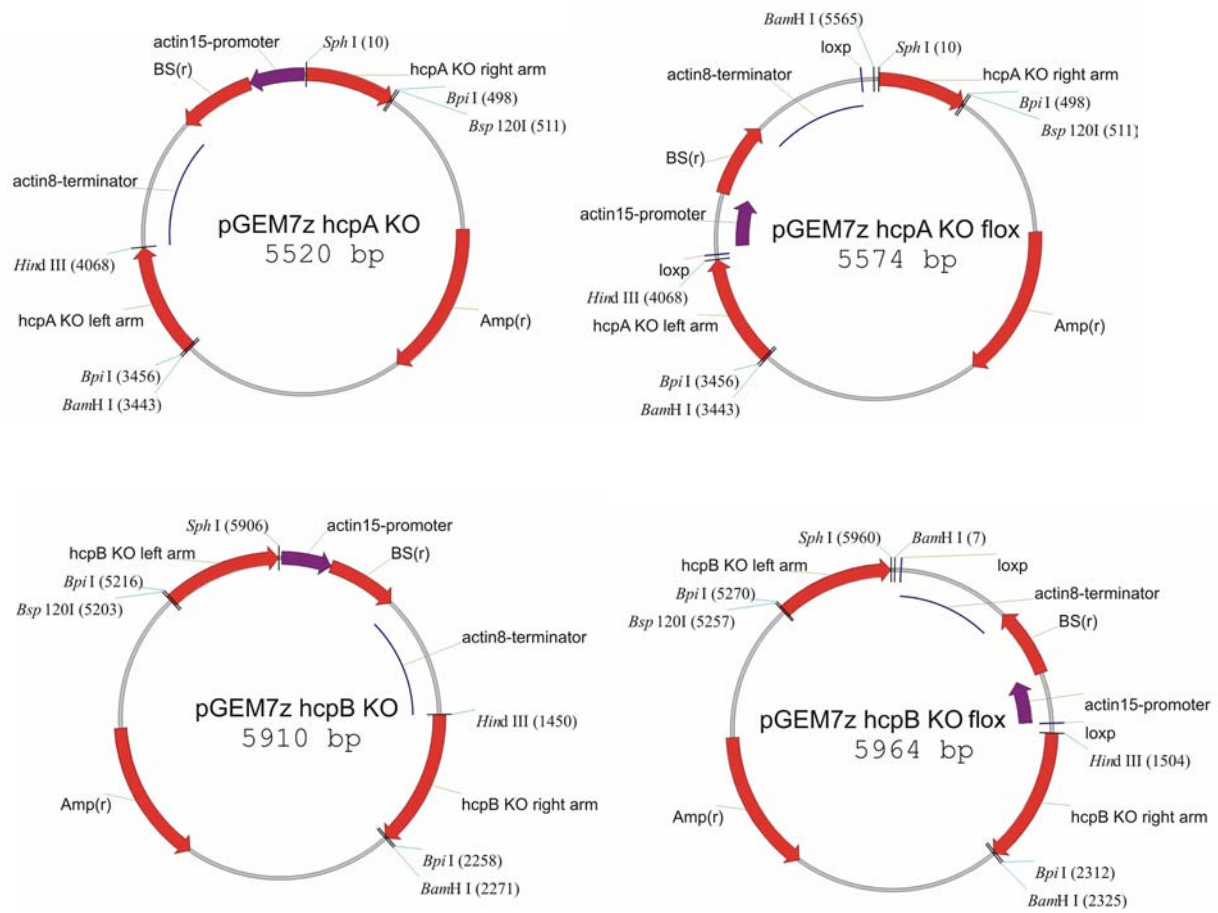 actin15-promoter
Sph I (10)
BS(r)
hcpA KO right arm
Bpi I (498)
Bsp 120I (511)
actin8-terminator
pGEM7z hcpA KO
5520 bp
Hind III (4068)
hcpA KO left arm
Amp(r)
Bpi I (3456)
BamH I (3443)
BamH I (5565)
loxp
Sph I (10)
actin8-terminator
hcpA KO right arm
Bpi I (498)
Bsp 120I (511)
BS(r)
actin15-promoter
pGEM7z hcpA KO flox
5574 bp
loxp
Hind III (4068)
hcpA KO left arm
Amp(r)
Bpi I (3456)
BamH I (3443)
Sph I (5906)
actin15-promoter
hcpB KO left arm
BS(r)
Bpi I (5216)
Bsp 120I (5203)
actin8-terminator
pGEM7z hcpB KO
5910 bp
Hind III (1450)
Amp(r)
hcpB KO right arm
Bpi I (2258)
BamH I (2271)
Sph I (5960)
BamH I (7)
hcpB KO left arm
loxp
Bpi I (5270)
Bsp 120I (5257)
actin8-terminator
BS(r)
pGEM7z hcpB KO flox
5964 bp
actin15-promoter
loxp
Hind III (1504)
Amp(r)
hcpB KO right arm
Bpi I (2312)
BamH I (2325)